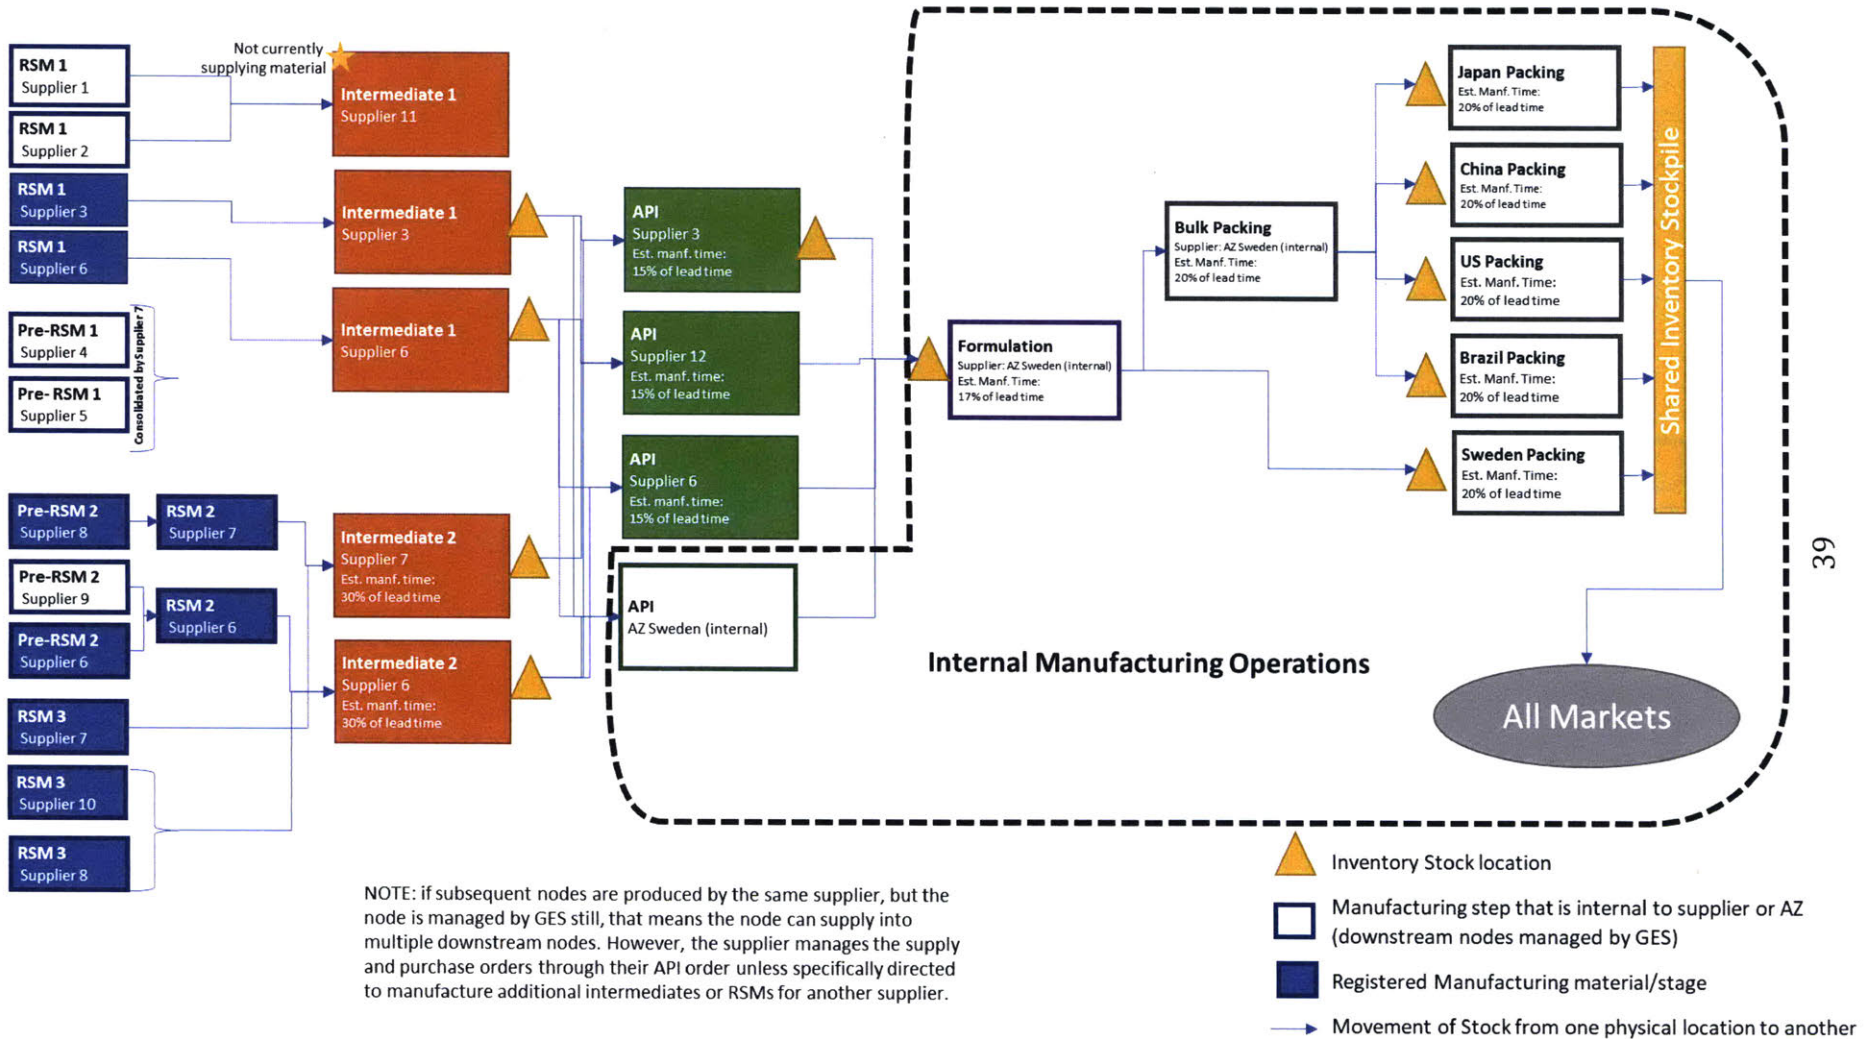 Not currently
supplying material
RSM 1
Supplier 1
RSM 1
Supplier 2
RSM 1
Supplier 3
RSM 1
Supplier 6
Pre-RSM 1
Supplier 4
Pre- RSM 1
Supplier 5
Consolidated by Supplier 7
Pre-RSM 2
Supplier 8
Pre-RSM 2
Supplier 9
Pre-RSM 2
Supplier 6
RSM 2
Supplier 7
RSM 2
Supplier 6
RSM 3
Supplier 7
RSM 3
Supplier 10
RSM 3
Supplier 8
Intermediate 1
Supplier 11
Intermediate 1
Supplier 3
Intermediate 1
Supplier 6
Intermediate 2
Supplier 7
Est. manf. time:
30% of lead time
Intermediate 2
Supplier 6
Est. manf. time:
30% of lead time
API
Supplier 3
Est. manf. time:
15% of lead time
API
Supplier 12
Est. manf. time:
15% of lead time
API
Supplier 6
Est. manf. time:
15% of lead time
API
AZ Sweden (internal)
Formulation
Supplier: AZ Sweden (internal)
Est. Manf. Time:
17% of lead time
Bulk Packing
Supplier: AZ Sweden (internal)
Est. Manf. Time:
20% of lead time
Japan Packing
Est. Manf. Time:
20% of lead time
China Packing
Est. Manf. Time:
20% of lead time
US Packing
Est. Manf. Time:
20% of lead time
Brazil Packing
Est. Manf. Time:
20% of lead time
Sweden Packing
Est. Manf. Time:
20% of lead time
Shared Inventory Stockpile
Internal Manufacturing Operations
All Markets
39
NOTE: if subsequent nodes are produced by the same supplier, but the
node is managed by GES still, that means the node can supply into
multiple downstream nodes. However, the supplier manages the supply
and purchase orders through their API order unless specifically directed
to manufacture additional intermediates or RSMs for another supplier.
Inventory Stock location
Manufacturing step that is internal to supplier or AZ
(downstream nodes managed by GES)
Registered Manufacturing material/stage
Movement of Stock from one physical location to another